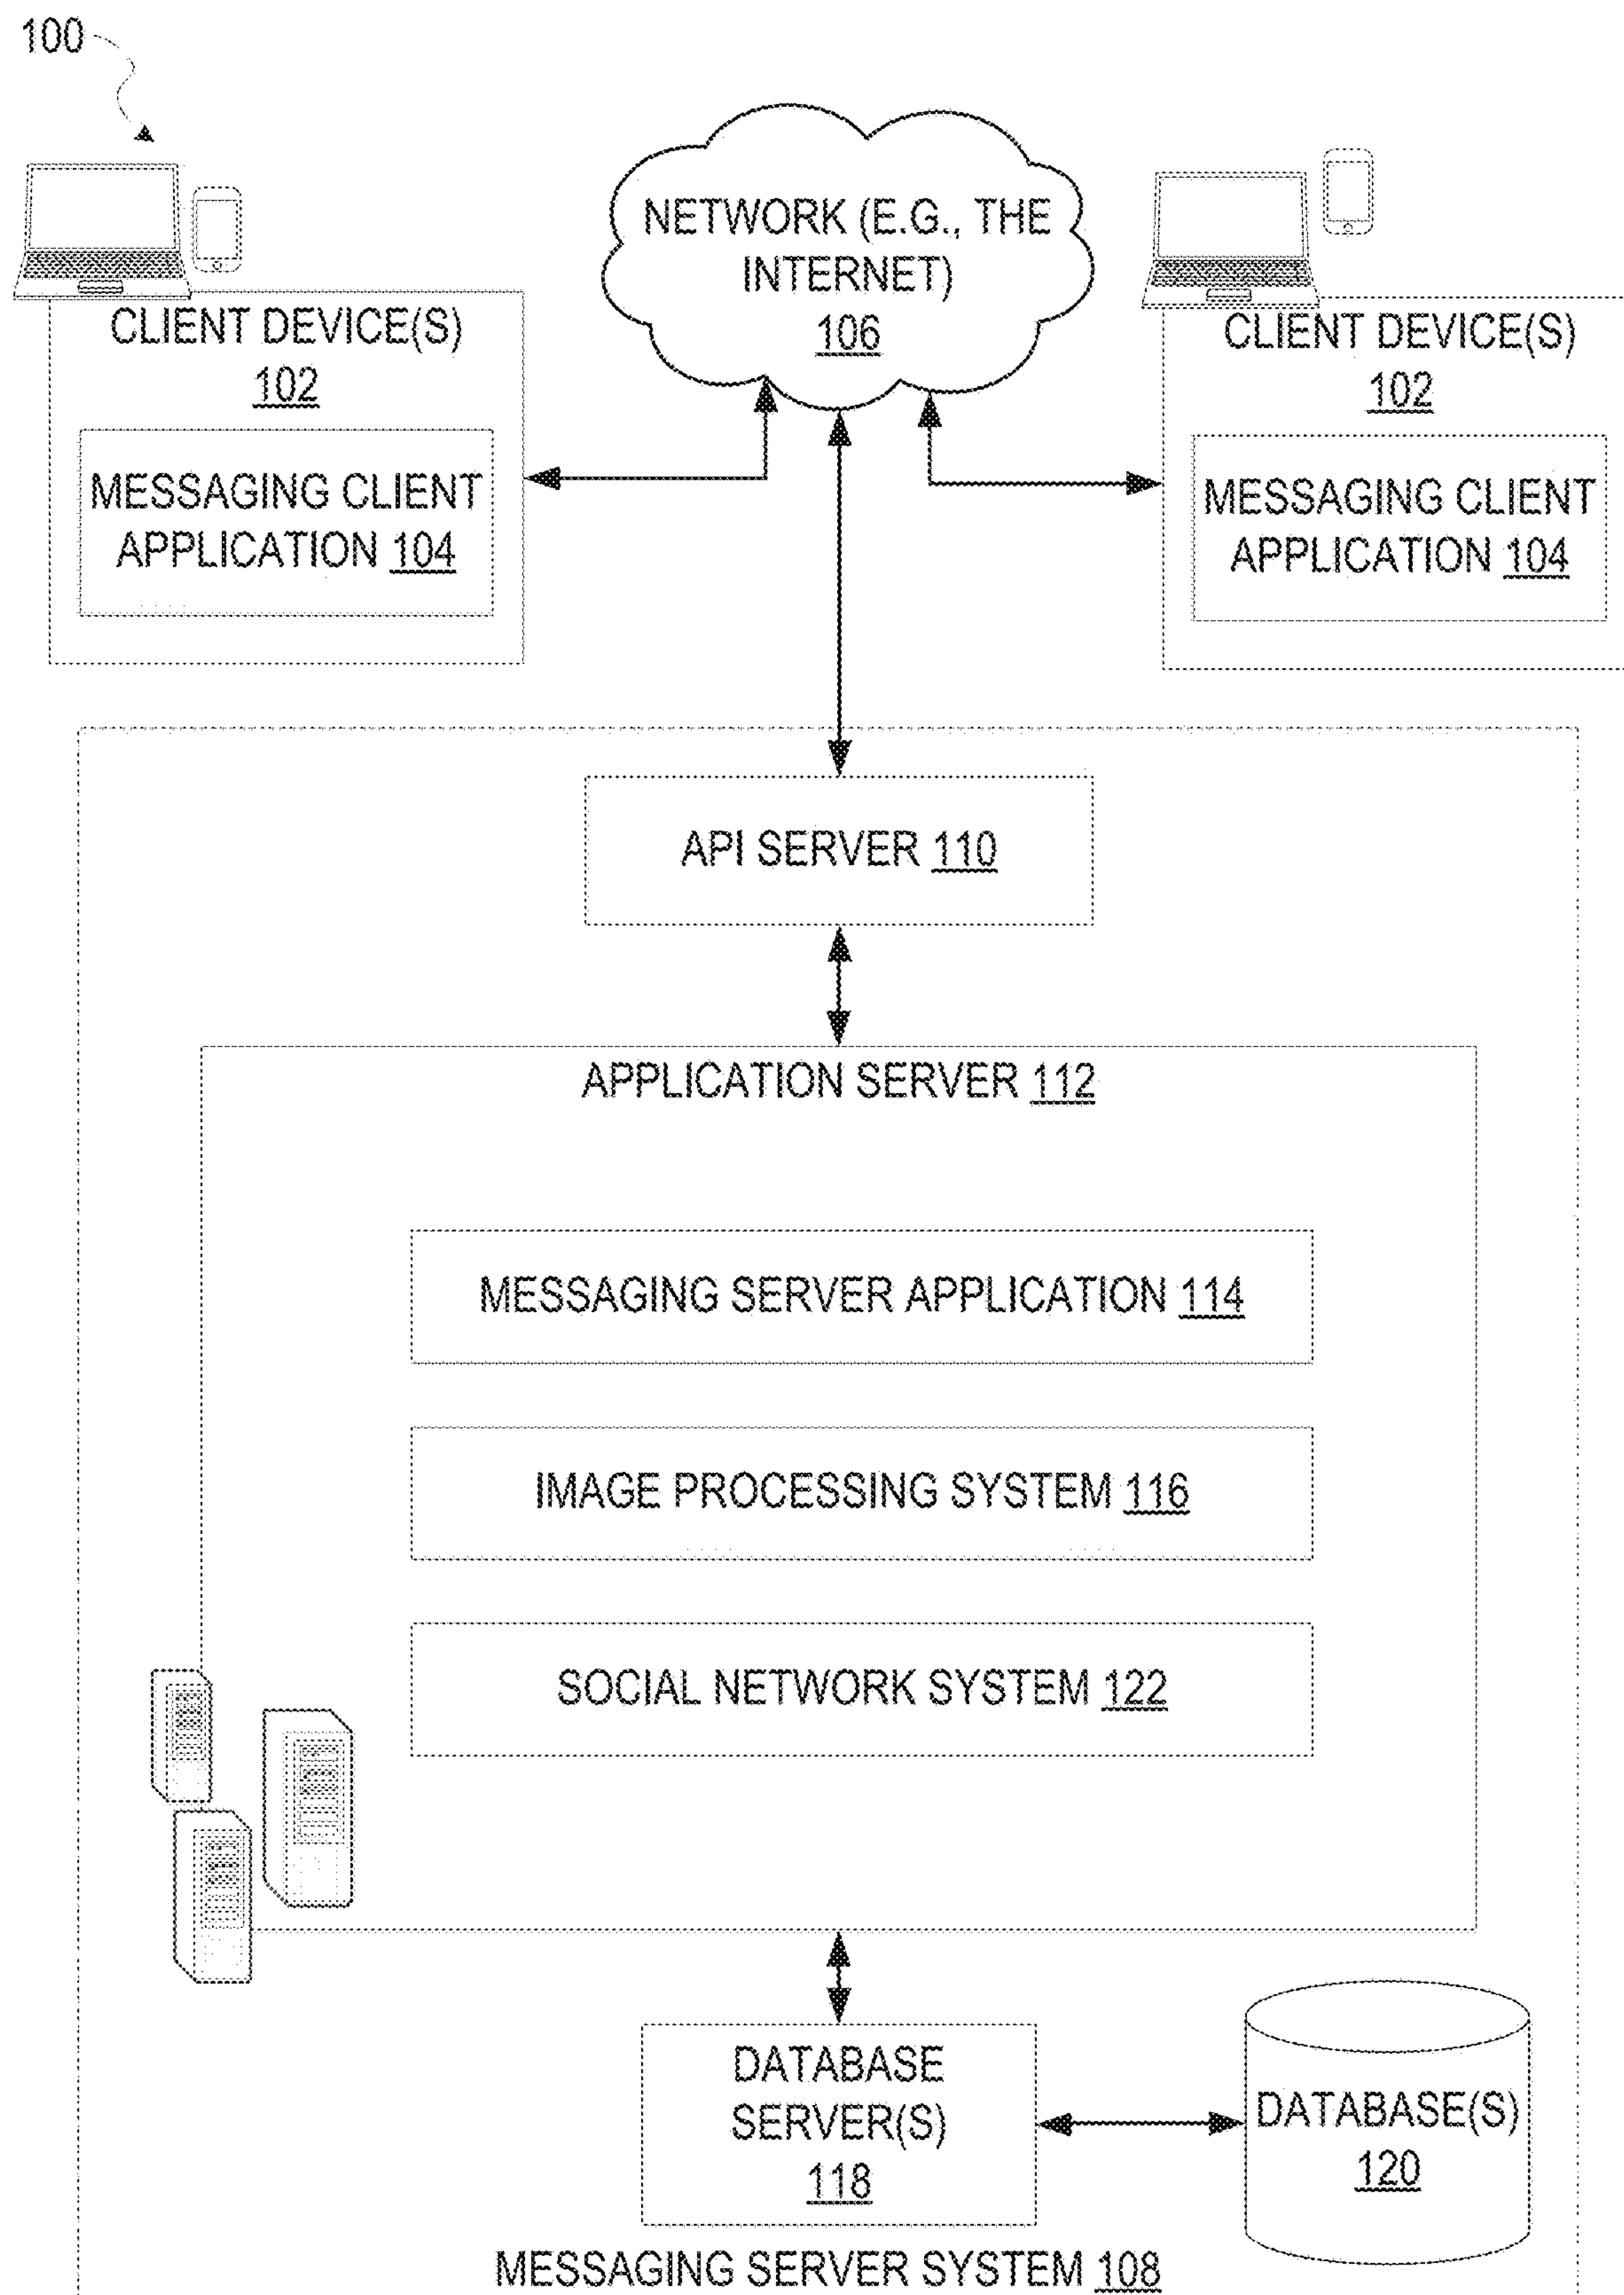 100
NETWORK (E.G., THE
INTERNET)
106
CLIENT DEVICE(S)
102
MESSAGING CLIENT
APPLICATION 104
CLIENT DEVICE(S)
102
MESSAGING CLIENT
APPLICATION 104
API SERVER 110
APPLICATION SERVER 112
MESSAGING SERVER APPLICATION 114
IMAGE PROCESSING SYSTEM 116
SOCIAL NETWORK SYSTEM 122
DATABASE
SERVER(S)
118
DATABASE(S)
120
MESSAGING SERVER SYSTEM 108